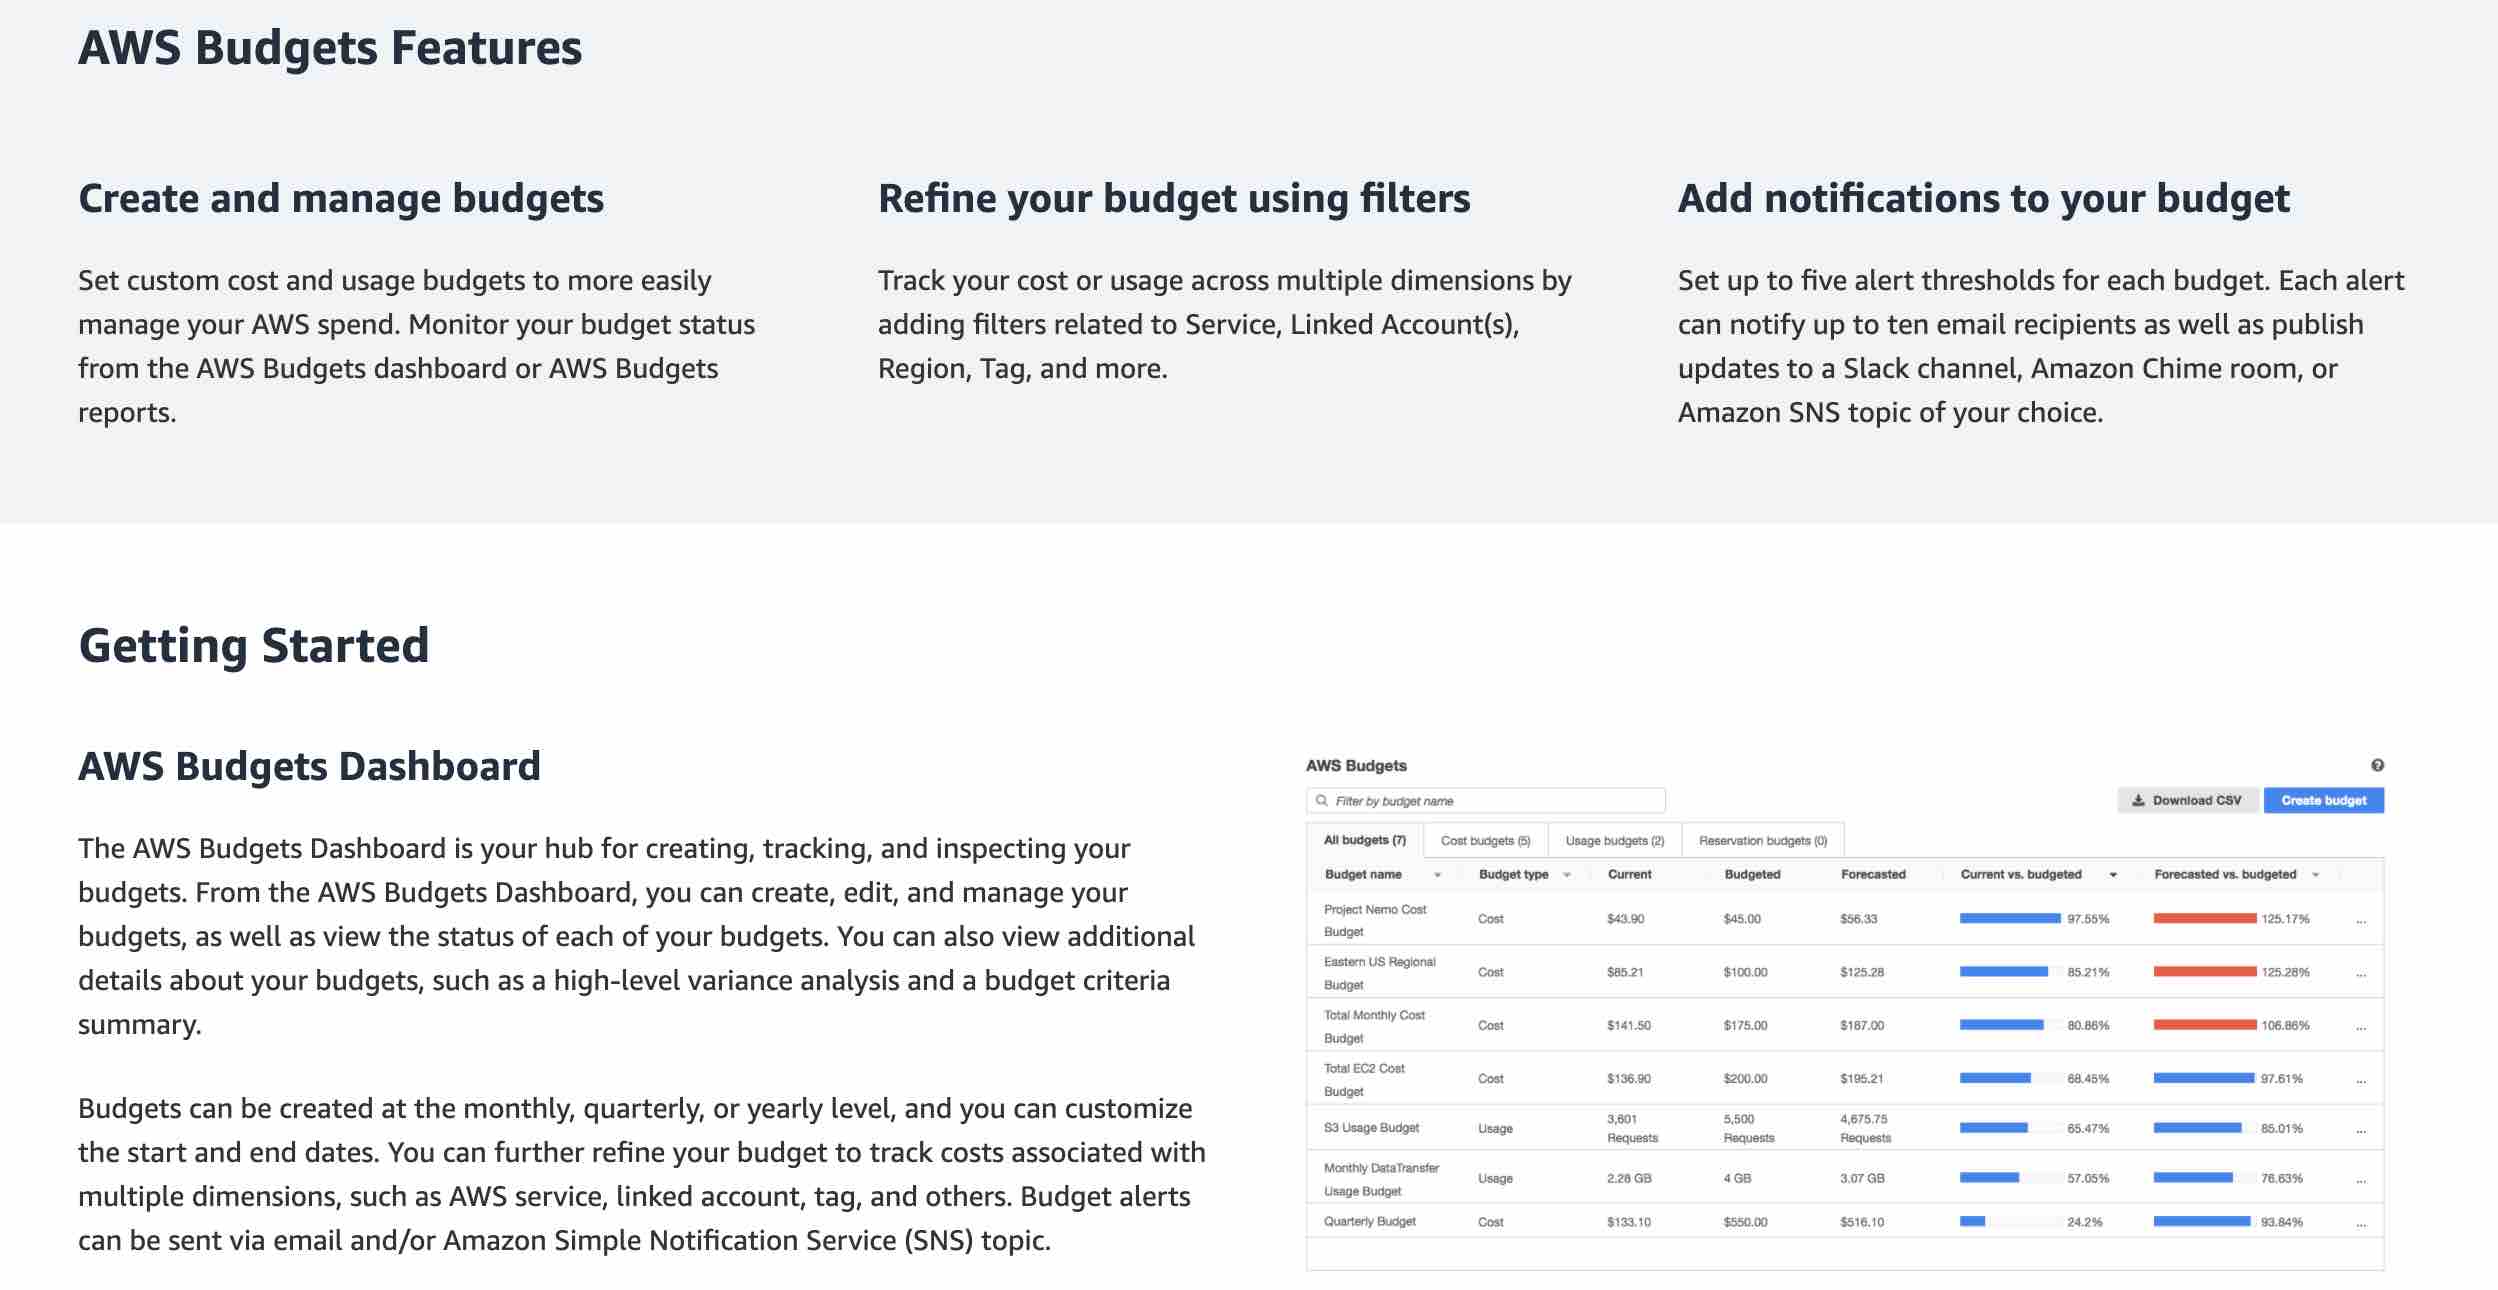 AWS Budgets Features
Create and manage budgets
Set custom cost and usage budgets to more easily
manage your AWS spend. Monitor your budget status
from the AWS Budgets dashboard or AWS Budgets
reports.
Refine your budget using filters
Track your cost or usage across multiple dimensions by
adding filters related to Service, Linked Account(s),
Region, Tag, and more.
Add notifications to your budget
Set up to five alert thresholds for each budget. Each alert
can notify up to ten email recipients as well as publish
updates to a Slack channel, Amazon Chime room, or
Amazon SNS topic of your choice.
Getting Started
AWS Budgets Dashboard
The AWS Budgets Dashboard is your hub for creating, tracking, and inspecting your
budgets. From the AWS Budgets Dashboard, you can create, edit, and manage your
budgets, as well as view the status of each of your budgets. You can also view additional
details about your budgets, such as a high-level variance analysis and a budget criteria
summary.
Budgets can be created at the monthly, quarterly, or yearly level, and you can customize
the start and end dates. You can further refine your budget to track costs associated with
multiple dimensions, such as AWS service, linked account, tag, and others. Budget alerts
can be sent via email and/or Amazon Simple Notification Service (SNS) topic.
AWS Budgets ?
Filter by budget name Download CSV Create budget
All budgets (7) Cost budgets (5) Usage budgets (2) Reservation budgets (0)
Budget name Budget type Current Budgeted Forecasted Current vs. budgeted Forecasted vs. budgeted
Project Nemo Cost
Budget Cost $43.90 $45.00 $56.33 97.55% 125.17% ...
Eastern US Regional
Budget Cost $85.21 $100.00 $125.28 85.21% 125.28% ...
Total Monthly Cost
Budget Cost $141.50 $175.00 $187.00 80.86% 106.86% ...
Total EC2 Cost
Budget Cost $136.90 $200.00 $195.21 68.45% 97.61% ...
S3 Usage Budget Usage 3,601 5,500 4,675.75 65.47% 85.01% ...
Requests Requests Requests
Monthly DataTransfer
Usage Budget Usage 2.28 GB 4 GB 3.07 GB 57.05% 76.63% ...
Quarterly Budget Cost $133.10 $550.00 $516.10 24.2% 93.84% ...